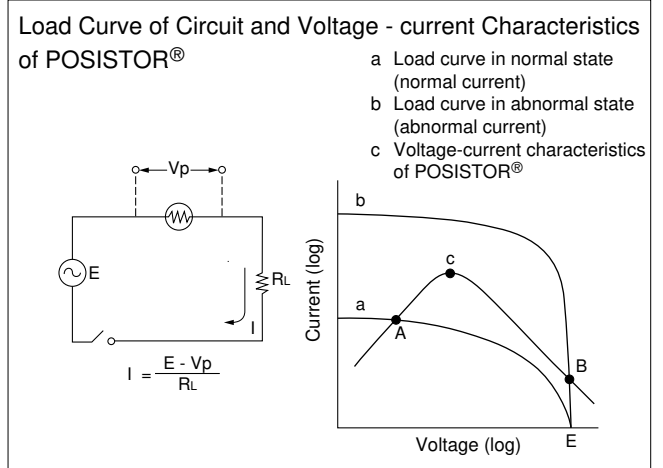 Load Curve of Circuit and Voltage - current Characteristics
of POSISTOR®
a Load curve in normal state
(normal current)
b Load curve in abnormal state
(abnormal current)
c Voltage-current characteristics
of POSISTOR®
Vp
E
RL
I
I = E - Vp
RL
Current (log)
b
c
a
A
B
Voltage (log)
E